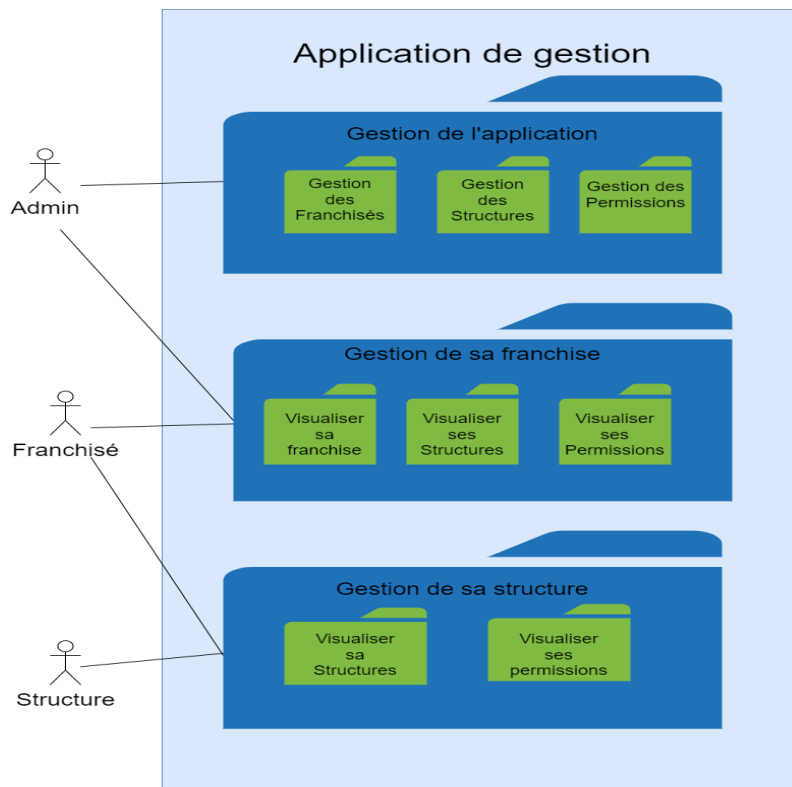 Application de gestion
Gestion de l'application
Gestion
des
Franchisés
Gestion
des
Structures
Gestion des
Permissions
Admin
Gestion de sa franchise
Visualiser
sa
franchise
Visualiser
ses
Structures
Visualiser
ses
Permissions
Franchisé
Gestion de sa structure
Visualiser
sa
Structures
Visualiser
ses
permissions
Structure